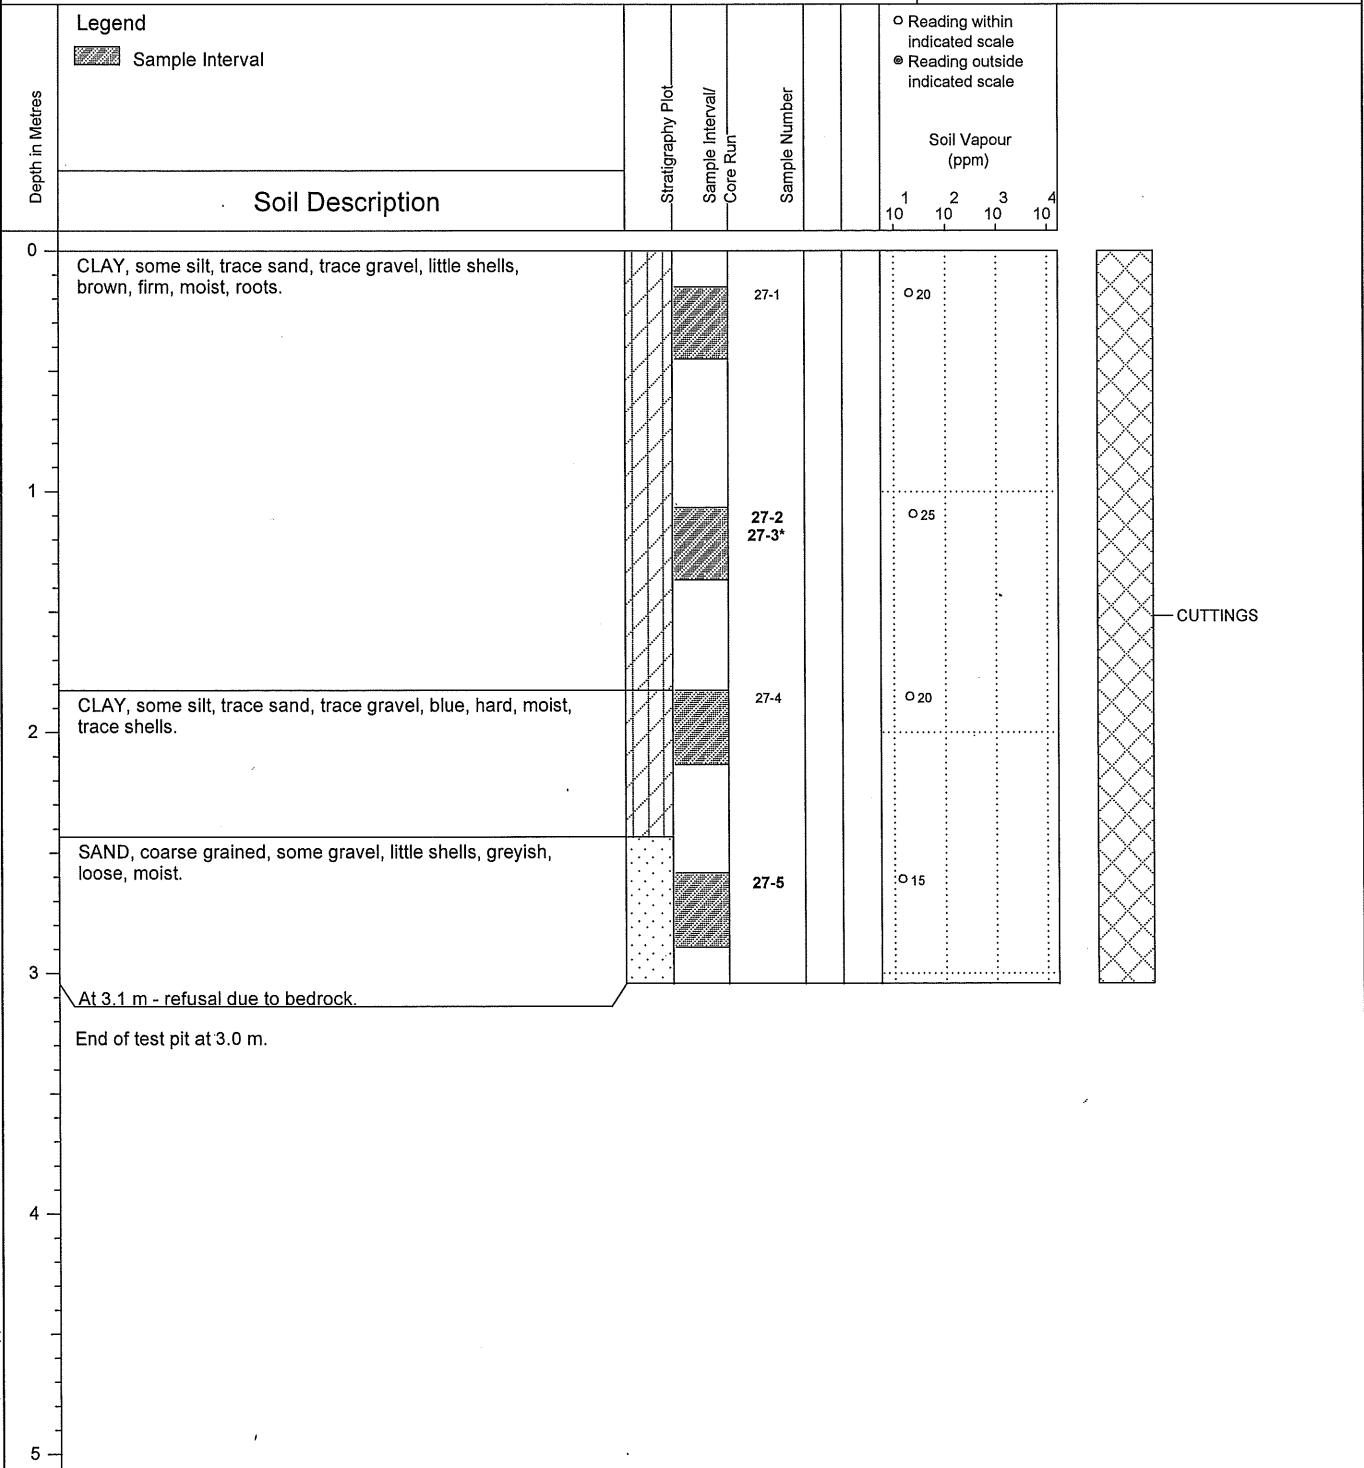 Legend
Sample Interval
Depth in Metres
Soil Description
Stratigraphy Plot
Sample Interval/
Core Run
Sample Number
Reading within
indicated scale
Reading outside
indicated scale
Soil Vapour
(ppm)
10^1 10^2 10^3 10^4
0
CLAY, some silt, trace sand, trace gravel, little shells,
brown, firm, moist, roots.
27-1
20
1
27-2
27-3*
25
CUTTINGS
CLAY, some silt, trace sand, trace gravel, blue, hard, moist,
trace shells.
27-4
20
2
SAND, coarse grained, some gravel, little shells, greyish,
loose, moist.
27-5
15
3
At 3.1 m - refusal due to bedrock.
End of test pit at 3.0 m.
4
5